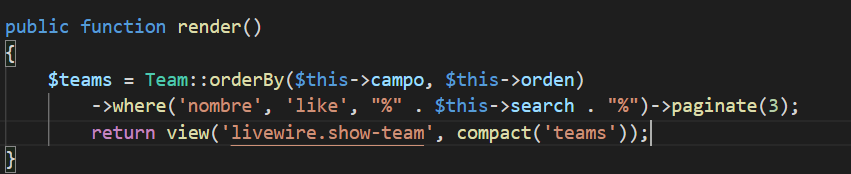 public function render()
{
$teams = Team::orderBy($this->campo, $this->orden)
->where('nombre', 'like', "%" . $this->search . "%")->paginate(3);
return view('livewire.show-team', compact('teams'));
}